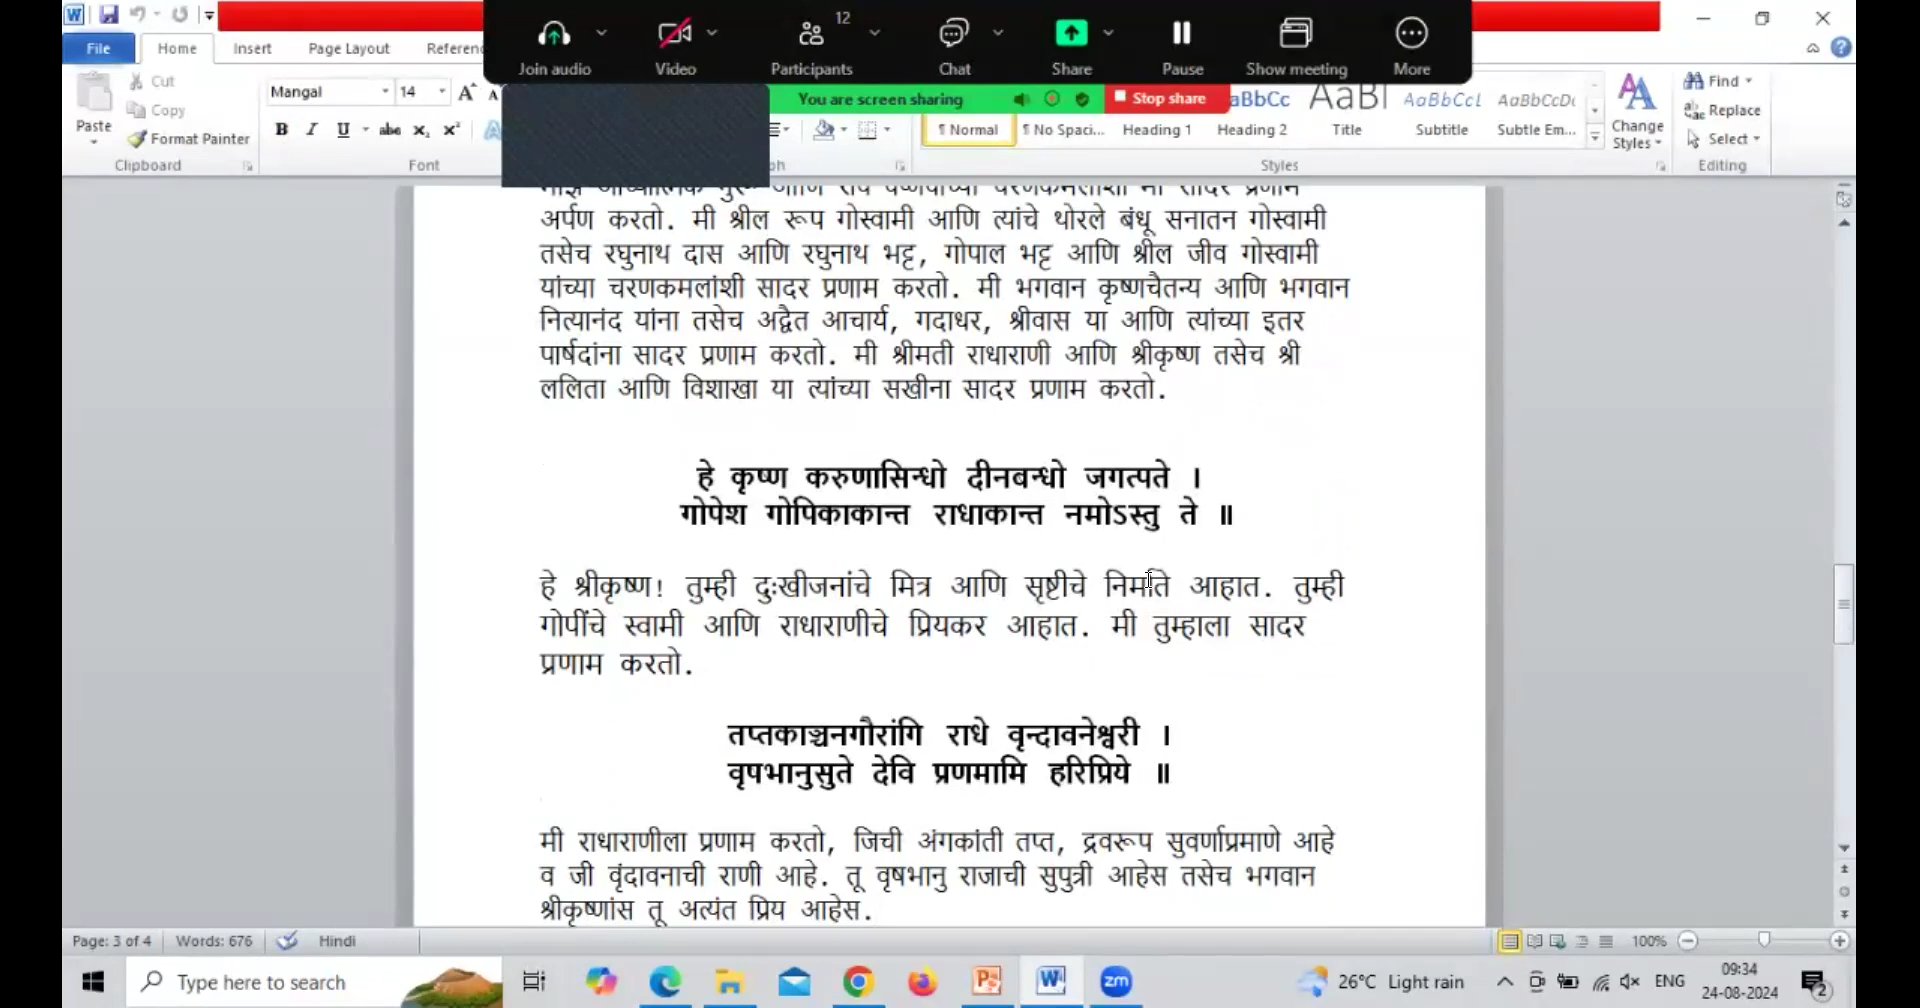 File Home Insert Page Layout Referenc
Join audio Video Participants 12 Chat Share Pause Show meeting More
You are screen sharing Stop share
Paste Cut Copy Format Painter Clipboard
Mangal 14 Font
¶ Normal ¶ No Spaci... Heading 1 Heading 2 Title Subtitle Subtle Em... Styles
Change Styles
Find Replace Select Editing
अर्पण करतो. मी श्रील रूप गोस्वामी आणि त्यांचे थोरले बंधू सनातन गोस्वामी
तसेच रघुनाथ दास आणि रघुनाथ भट्ट, गोपाल भट्ट आणि श्रील जीव गोस्वामी
यांच्या चरणकमलांशी सादर प्रणाम करतो. मी भगवान कृष्णचैतन्य आणि भगवान
नित्यानंद यांना तसेच अद्वैत आचार्य, गदाधर, श्रीवास या आणि त्यांच्या इतर
पार्षदांना सादर प्रणाम करतो. मी श्रीमती राधाराणी आणि श्रीकृष्ण तसेच श्री
ललिता आणि विशाखा या त्यांच्या सखीना सादर प्रणाम करतो.
हे कृष्ण करुणासिन्धो दीनबन्धो जगत्पते ।
गोपेश गोपिकाकान्त राधाकान्त नमोऽस्तु ते ॥
हे श्रीकृष्ण! तुम्ही दुःखीजनांचे मित्र आणि सृष्टीचे निर्माते आहात. तुम्ही
गोपींचे स्वामी आणि राधाराणीचे प्रियकर आहात. मी तुम्हाला सादर
प्रणाम करतो.
तप्तकाञ्चनगौरांगि राधे वृन्दावनेश्वरी ।
वृषभानुसुते देवि प्रणमामि हरिप्रिये ॥
मी राधाराणीला प्रणाम करतो, जिची अंगकांती तप्त, द्रवरूप सुवर्णाप्रमाणे आहे
व जी वृंदावनाची राणी आहे. तू वृषभानु राजाची सुपुत्री आहेस तसेच भगवान
श्रीकृष्णांस तू अत्यंत प्रिय आहेस.
Page: 3 of 4 Words: 676 Hindi 100%
Type here to search 26°C Light rain ENG 09:34
24-08-2024 2